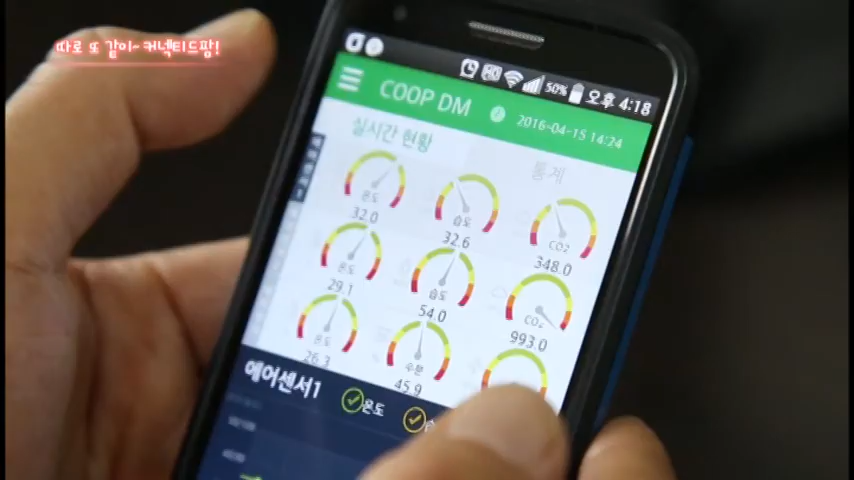 따로 또 같이~ 커넥티드팜!
50% 오후 4:18
COOP DM 2016-04-15 14:24
실시간 현황 통계
온도 습도 CO2
32.0 32.6 348.0
온도 습도 CO2
29.1 54.0 993.0
온도 수분
26.3 45.9
에어센서1 온도